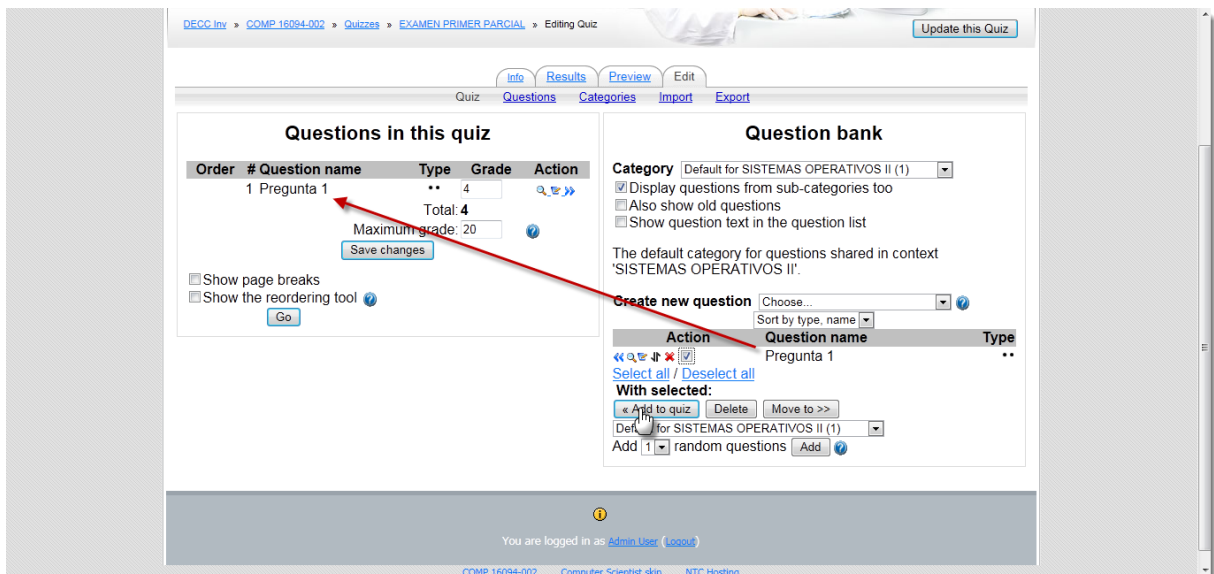 DECC Inv » COMP 16094-002 » Quizzes » EXAMEN PRIMER PARCIAL » Editing Quiz
Update this Quiz
Info Results Preview Edit
Quiz Questions Categories Import Export
Questions in this quiz
Order # Question name Type Grade Action
1 Pregunta 1 4
Total: 4
Maximum grade: 20
Save changes
Show page breaks
Show the reordering tool
Go
Question bank
Category Default for SISTEMAS OPERATIVOS II (1)
Display questions from sub-categories too
Also show old questions
Show question text in the question list
The default category for questions shared in context
'SISTEMAS OPERATIVOS II'.
Create new question Choose...
Sort by type, name
Action Question name Type
Pregunta 1
Select all / Deselect all
With selected:
« Add to quiz Delete Move to >>
Default for SISTEMAS OPERATIVOS II (1)
Add 1 random questions Add
You are logged in as Admin User (Logout)
COMP 16094-002 Computer Scientist skin NTC Hosting